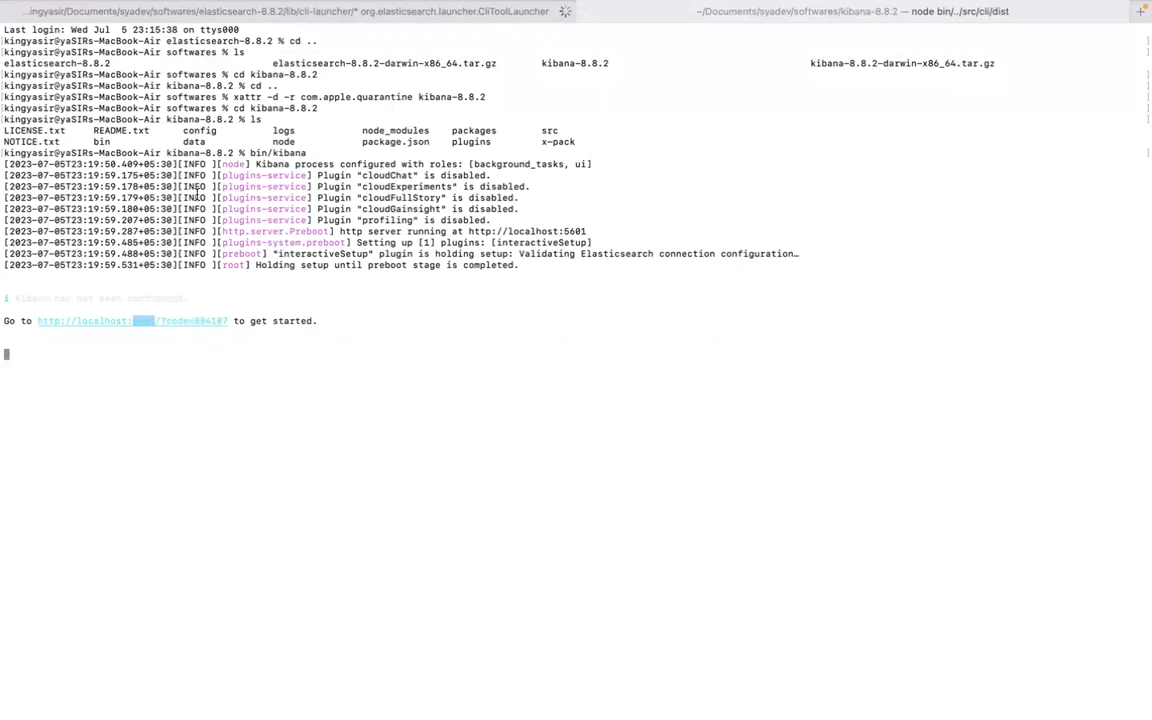 ...ingyasir/Documents/syadev/softwares/elasticsearch-8.8.2/lib/cli-launcher/* org.elasticsearch.launcher.CliToolLauncher
~/Documents/syadev/softwares/kibana-8.8.2 — node bin/../src/cli/dist
Last login: Wed Jul  5 23:15:38 on ttys000
kingyasir@yaSIRs-MacBook-Air elasticsearch-8.8.2 % cd ..
kingyasir@yaSIRs-MacBook-Air softwares % ls
elasticsearch-8.8.2 elasticsearch-8.8.2-darwin-x86_64.tar.gz kibana-8.8.2 kibana-8.8.2-darwin-x86_64.tar.gz
kingyasir@yaSIRs-MacBook-Air softwares % cd kibana-8.8.2
kingyasir@yaSIRs-MacBook-Air kibana-8.8.2 % cd ..
kingyasir@yaSIRs-MacBook-Air softwares % xattr -d -r com.apple.quarantine kibana-8.8.2
kingyasir@yaSIRs-MacBook-Air softwares % cd kibana-8.8.2
kingyasir@yaSIRs-MacBook-Air kibana-8.8.2 % ls
LICENSE.txt README.txt config logs node_modules packages src
NOTICE.txt bin data node package.json plugins x-pack
kingyasir@yaSIRs-MacBook-Air kibana-8.8.2 % bin/kibana
[2023-07-05T23:19:50.409+05:30][INFO ][node] Kibana process configured with roles: [background_tasks, ui]
[2023-07-05T23:19:59.175+05:30][INFO ][plugins-service] Plugin "cloudChat" is disabled.
[2023-07-05T23:19:59.178+05:30][INFO ][plugins-service] Plugin "cloudExperiments" is disabled.
[2023-07-05T23:19:59.179+05:30][INFO ][plugins-service] Plugin "cloudFullStory" is disabled.
[2023-07-05T23:19:59.180+05:30][INFO ][plugins-service] Plugin "cloudGainsight" is disabled.
[2023-07-05T23:19:59.207+05:30][INFO ][plugins-service] Plugin "profiling" is disabled.
[2023-07-05T23:19:59.287+05:30][INFO ][http.server.Preboot] http server running at http://localhost:5601
[2023-07-05T23:19:59.485+05:30][INFO ][plugins-system.preboot] Setting up [1] plugins: [interactiveSetup]
[2023-07-05T23:19:59.488+05:30][INFO ][preboot] "interactiveSetup" plugin is holding setup: Validating Elasticsearch connection configuration…
[2023-07-05T23:19:59.531+05:30][INFO ][root] Holding setup until preboot stage is completed.
i Kibana has not been
Go to http://localhost: /?code=884107 to get started.